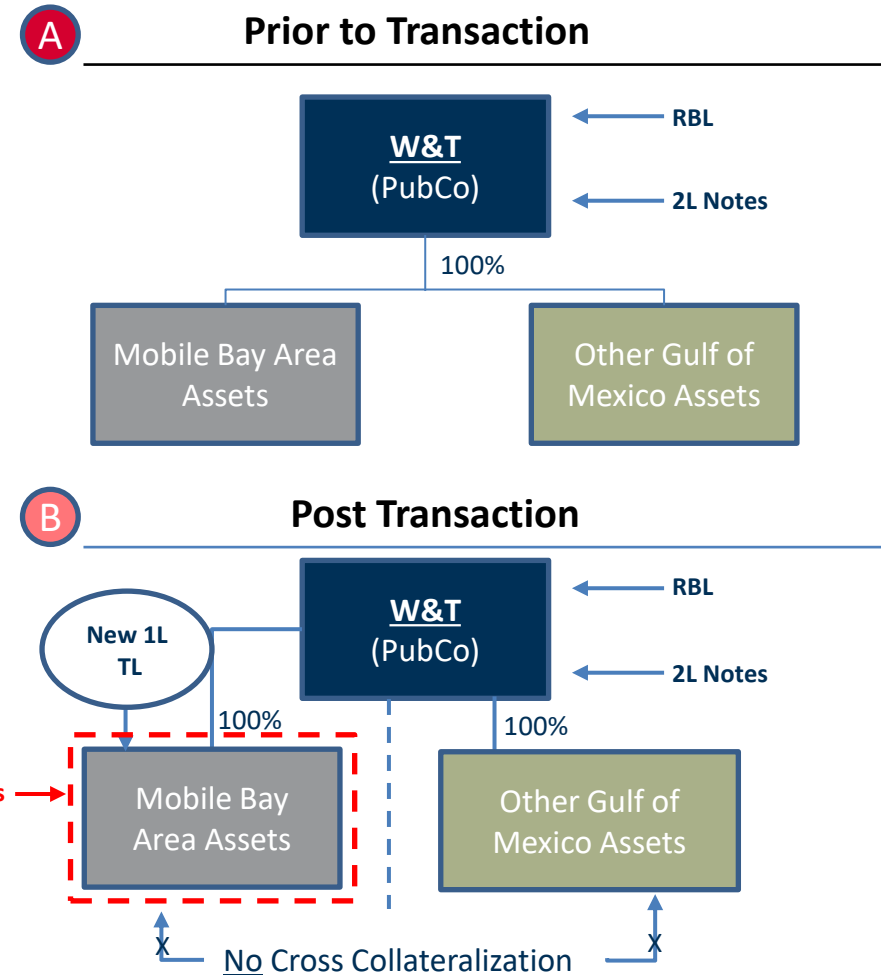 A
Prior to Transaction
W&T
(PubCo)
RBL
2L Notes
100%
Mobile Bay Area
Assets
Other Gulf of
Mexico Assets
B
Post Transaction
New 1L
TL
W&T
(PubCo)
RBL
2L Notes
100%
100%
Mobile Bay
Area Assets
Other Gulf of
Mexico Assets
X
X
No Cross Collateralization